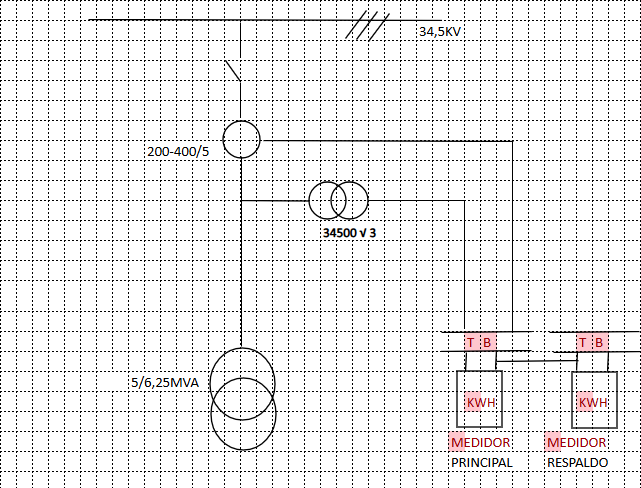 34,5KV
200-400/5
34500 √ 3
5/6,25MVA
T B
T B
KWH
KWH
MEDIDOR
PRINCIPAL
MEDIDOR
RESPALDO